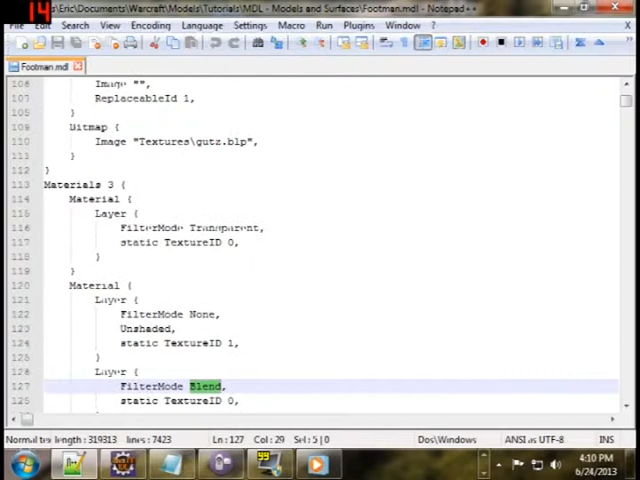 14
s\Eric\Documents\Warcraft\Models\Tutorials\MDL - Models and Surfaces\Footman.mdl - Notepad++
File Edit Search View Encoding Language Settings Macro Run Plugins Window ?
X
Footman.mdl
106 Image "",
107 ReplaceableId 1,
108 }
109 Bitmap {
110 Image "Textures\gutz.blp",
111 }
112 }
113 Materials 3 {
114 Material {
115 Layer {
116 FilterMode Transparent,
117 static TextureID 0,
118 }
119 }
120 Material {
121 Layer {
122 FilterMode None,
123 Unshaded,
124 static TextureID 1,
125 }
126 Layer {
127 FilterMode Blend,
128 static TextureID 0,
Normal text length : 319313 lines : 7423 Ln : 127 Col : 29 Sel : 5 | 0 Dos\Windows ANSI as UTF-8 INS
99
4:10 PM
6/24/2013